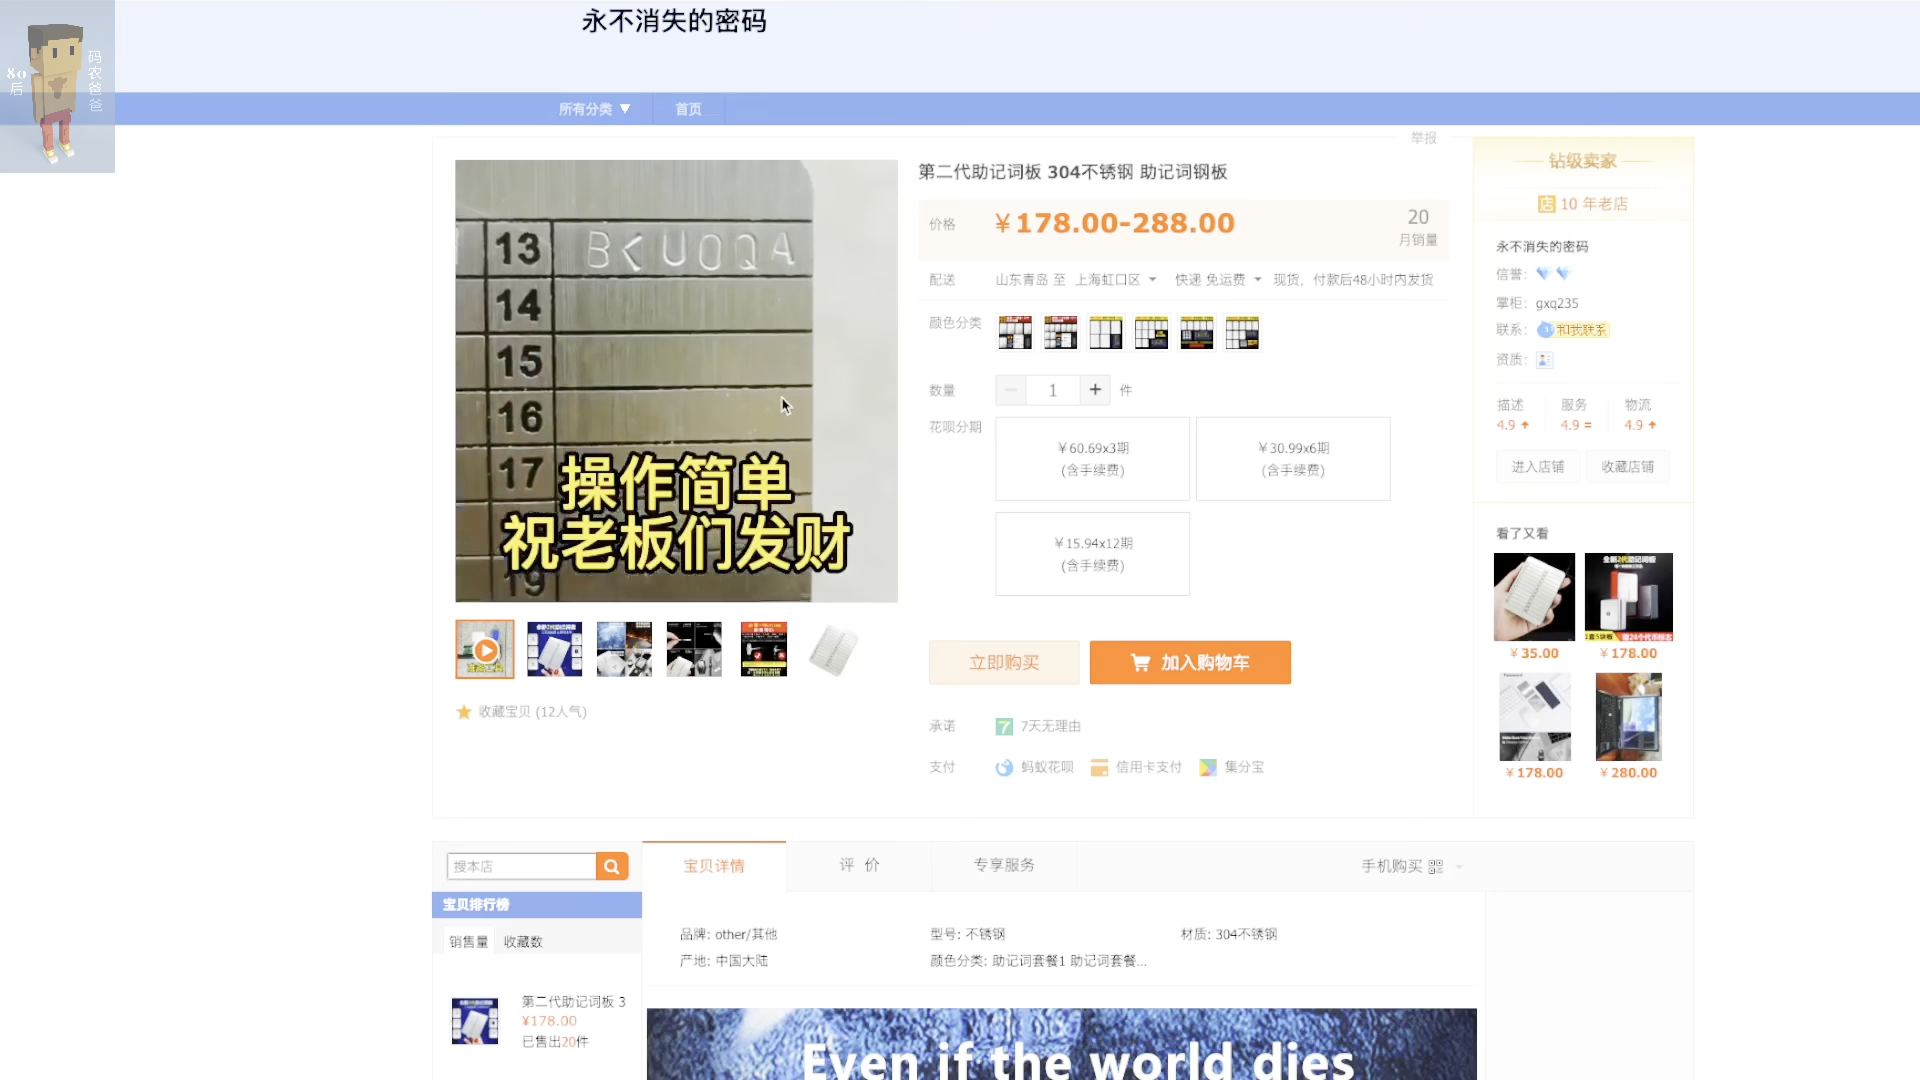 永不消失的密码
80后
码农爸爸
所有分类 ▼
首页
举报
第二代助记词板 304不锈钢 助记词钢板
价格 ￥178.00-288.00
20
月销量
配送 山东青岛 至 上海虹口区 快递 免运费 现货，付款后48小时内发货
颜色分类
数量 1 件
花呗分期
￥60.69x3期
(含手续费)
￥30.99x6期
(含手续费)
￥15.94x12期
(含手续费)
立即购买
加入购物车
承诺 7天无理由
支付 蚂蚁花呗 信用卡支付 集分宝
13 BKUOQA
14
15
16
17
19
操作简单
祝老板们发财
收藏宝贝 (12人气)
钻级卖家
店 10 年老店
永不消失的密码
信誉:
掌柜: gxq235
联系: 和我联系
资质:
描述 服务 物流
4.9 4.9 = 4.9
进入店铺 收藏店铺
看了又看
全新2代助记词板
￥35.00 ￥178.00
￥178.00 ￥280.00
搜本店
宝贝详情
评 价
专享服务
手机购买
宝贝排行榜
销售量 收藏数
第二代助记词板 3
¥178.00
已售出20件
品牌: other/其他 型号: 不锈钢 材质: 304不锈钢
产地: 中国大陆 颜色分类: 助记词套餐1 助记词套餐...
Even if the world dies